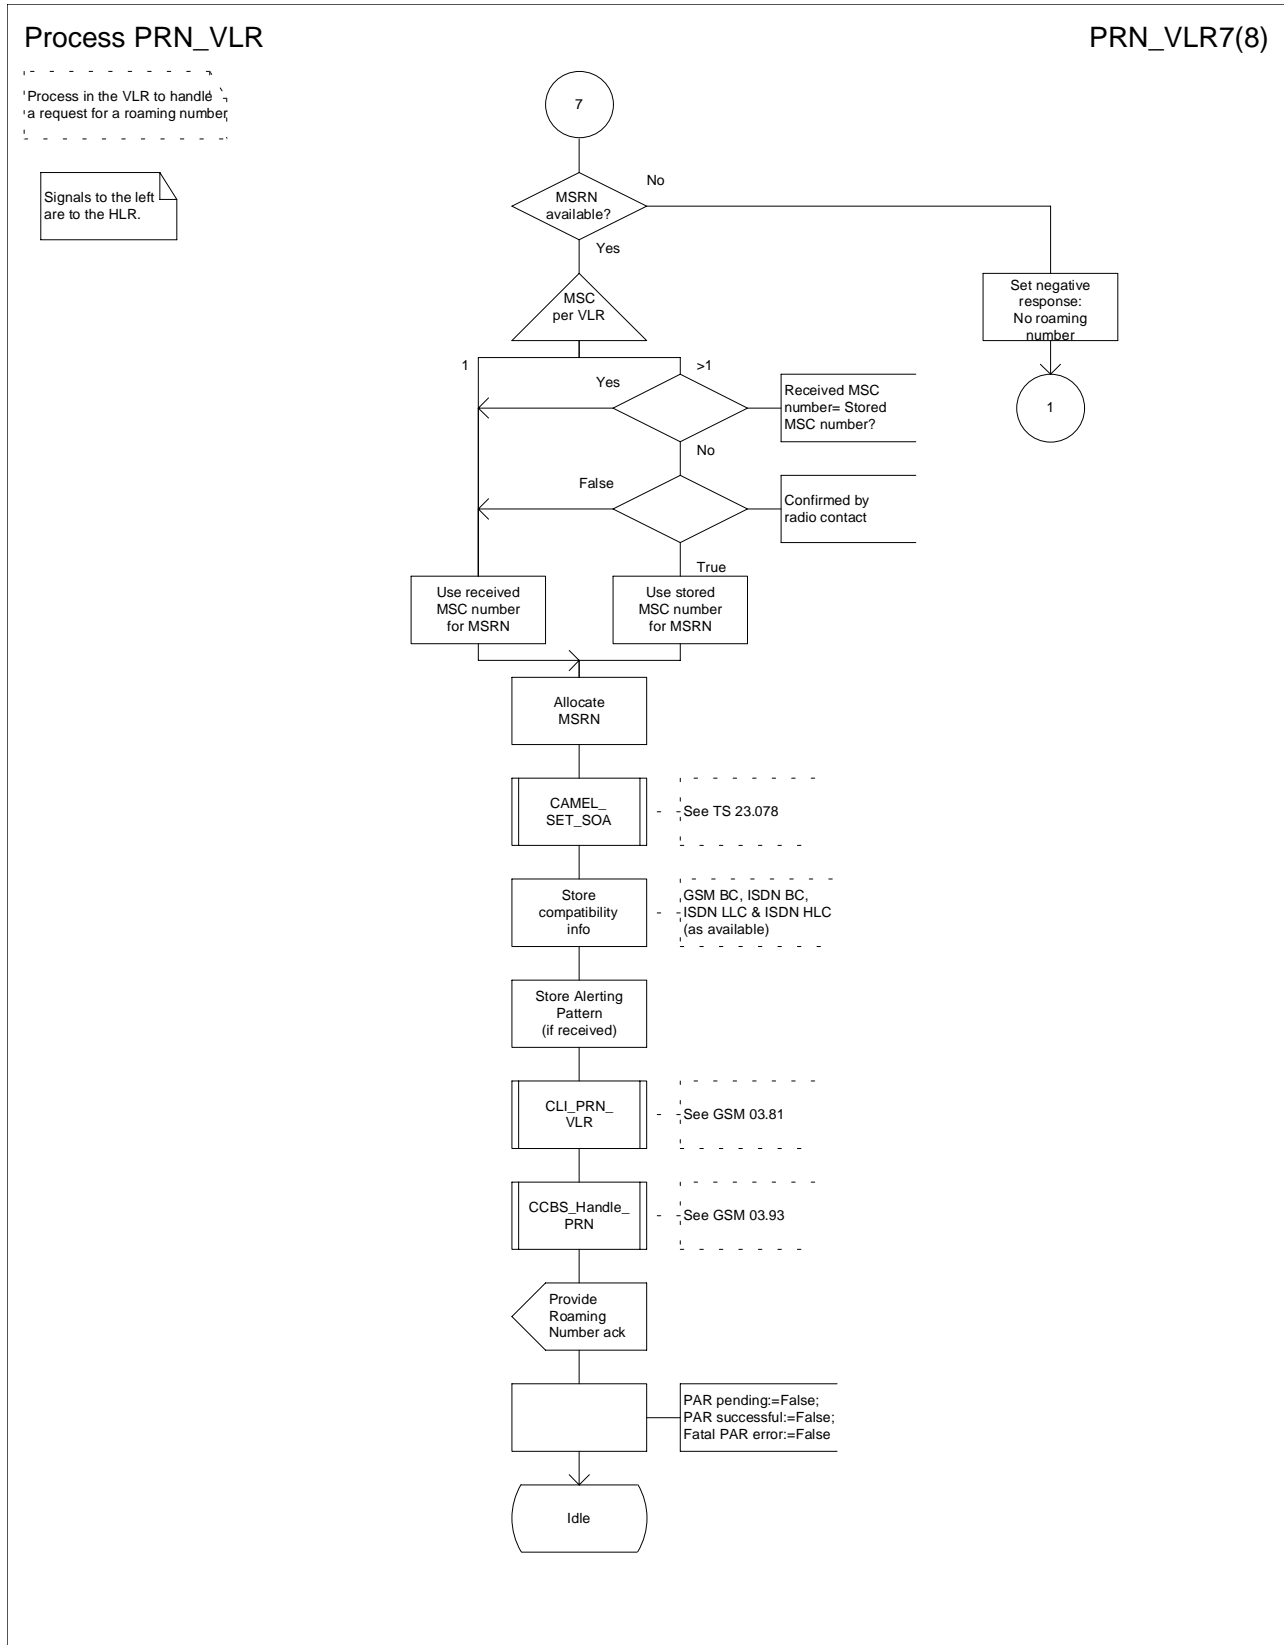 Process PRN_VLR
PRN_VLR7(8)
Process in the VLR to handle
a request for a roaming number
Signals to the left
are to the HLR.
7
MSRN
available?
No
Yes
MSC
per VLR
Set negative
response:
No roaming
number
1
1
>1
Yes
Received MSC
number= Stored
MSC number?
No
False
Confirmed by
radio contact
True
Use received
MSC number
for MSRN
Use stored
MSC number
for MSRN
Allocate
MSRN
CAMEL_
SET_SOA
See TS 23.078
Store
compatibility
info
GSM BC, ISDN BC,
ISDN LLC & ISDN HLC
(as available)
Store Alerting
Pattern
(if received)
CLI_PRN_
VLR
See GSM 03.81
CCBS_Handle_
PRN
See GSM 03.93
Provide
Roaming
Number ack
PAR pending:=False;
PAR successful:=False;
Fatal PAR error:=False
Idle